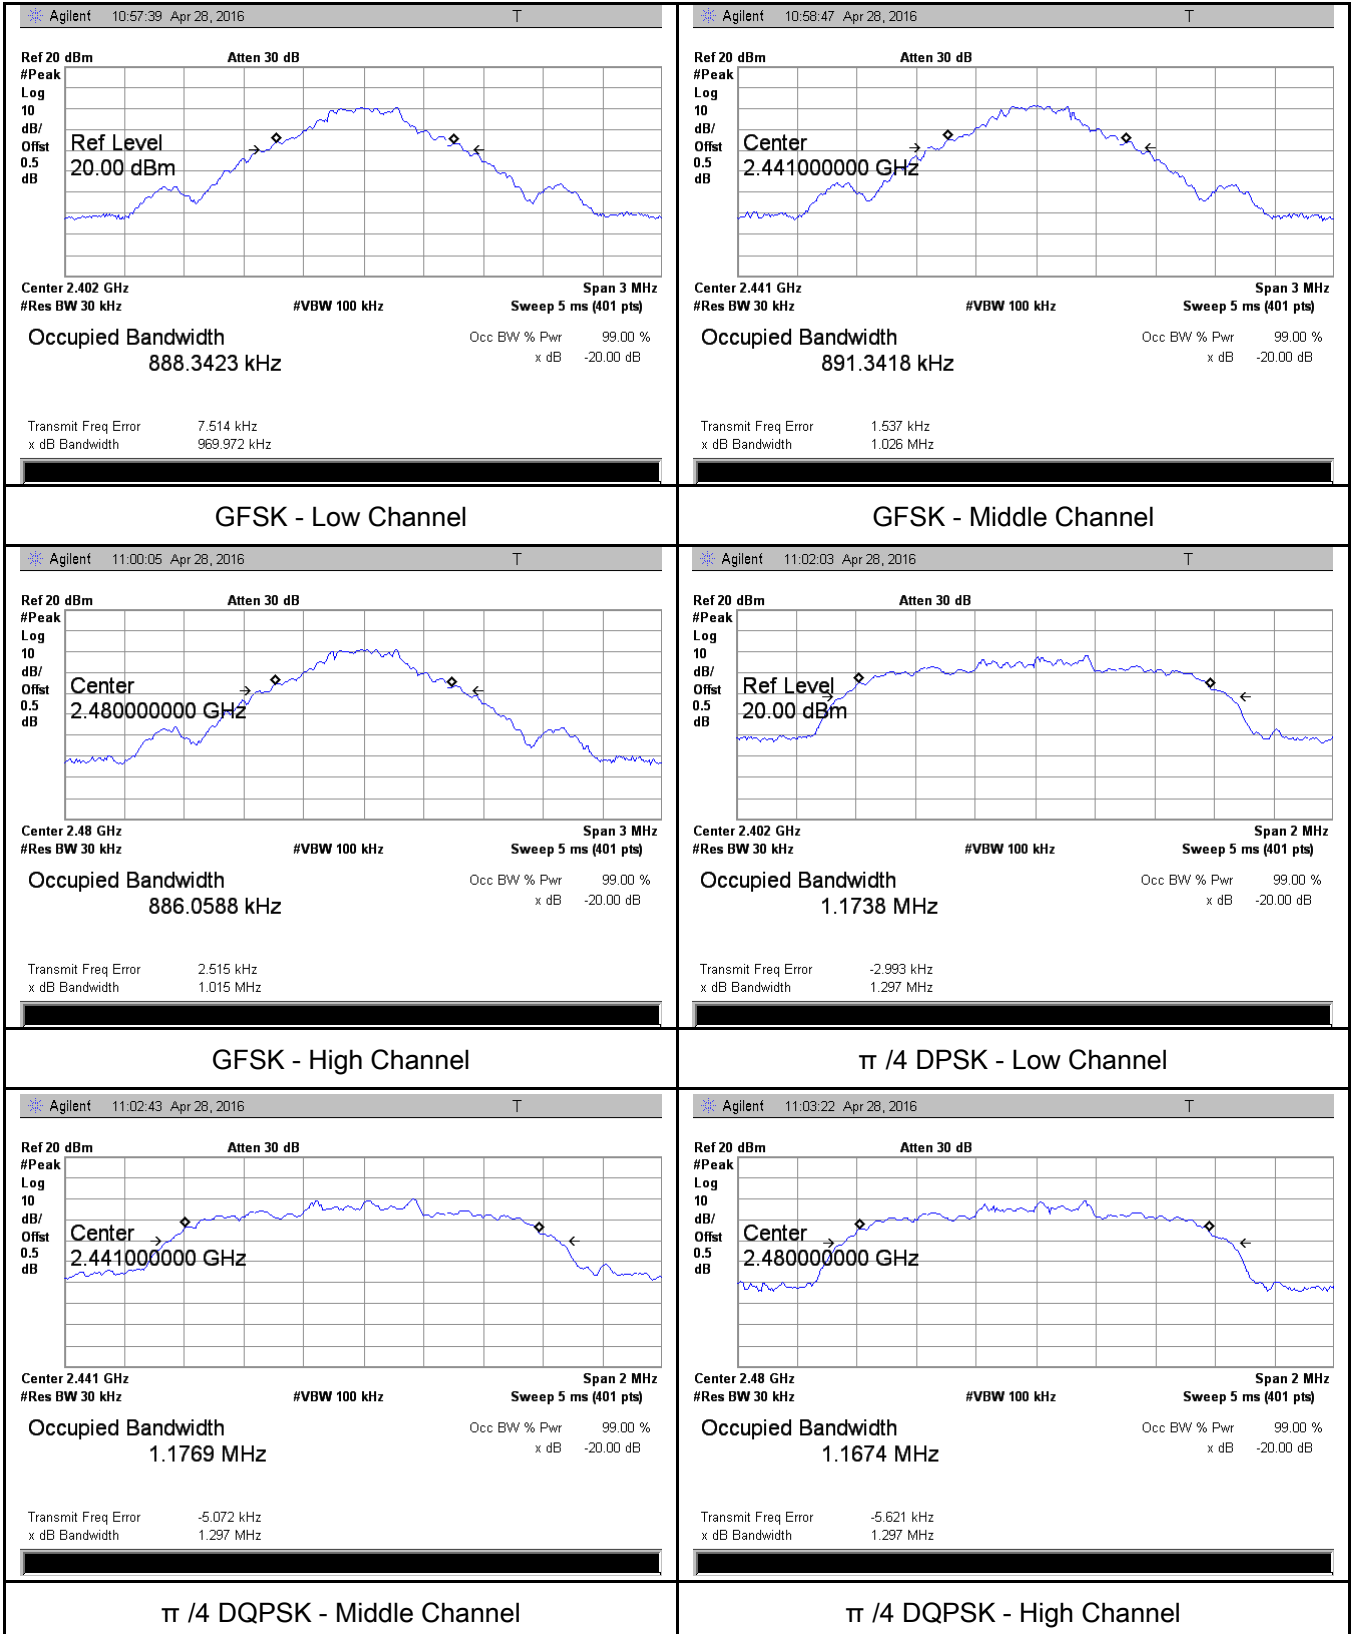 Agilent 10:57:39 Apr 28, 2016 T
Ref 20 dBm Atten 30 dB
#Peak
Log
10
dB/
Offst
0.5
dB
Ref Level
20.00 dBm
Center 2.402 GHz Span 3 MHz
#Res BW 30 kHz #VBW 100 kHz Sweep 5 ms (401 pts)
Occupied Bandwidth Occ BW % Pwr 99.00 %
888.3423 kHz x dB -20.00 dB
Transmit Freq Error 7.514 kHz
x dB Bandwidth 969.972 kHz
GFSK - Low Channel
Agilent 10:58:47 Apr 28, 2016 T
Ref 20 dBm Atten 30 dB
#Peak
Log
10
dB/
Offst
0.5
dB
Center
2.441000000 GHz
Center 2.441 GHz Span 3 MHz
#Res BW 30 kHz #VBW 100 kHz Sweep 5 ms (401 pts)
Occupied Bandwidth Occ BW % Pwr 99.00 %
891.3418 kHz x dB -20.00 dB
Transmit Freq Error 1.537 kHz
x dB Bandwidth 1.026 MHz
GFSK - Middle Channel
Agilent 11:00:05 Apr 28, 2016 T
Ref 20 dBm Atten 30 dB
#Peak
Log
10
dB/
Offst
0.5
dB
Center
2.480000000 GHz
Center 2.48 GHz Span 3 MHz
#Res BW 30 kHz #VBW 100 kHz Sweep 5 ms (401 pts)
Occupied Bandwidth Occ BW % Pwr 99.00 %
886.0588 kHz x dB -20.00 dB
Transmit Freq Error 2.515 kHz
x dB Bandwidth 1.015 MHz
GFSK - High Channel
Agilent 11:02:03 Apr 28, 2016 T
Ref 20 dBm Atten 30 dB
#Peak
Log
10
dB/
Offst
0.5
dB
Ref Level
20.00 dBm
Center 2.402 GHz Span 2 MHz
#Res BW 30 kHz #VBW 100 kHz Sweep 5 ms (401 pts)
Occupied Bandwidth Occ BW % Pwr 99.00 %
1.1738 MHz x dB -20.00 dB
Transmit Freq Error -2.993 kHz
x dB Bandwidth 1.297 MHz
π /4 DPSK - Low Channel
Agilent 11:02:43 Apr 28, 2016 T
Ref 20 dBm Atten 30 dB
#Peak
Log
10
dB/
Offst
0.5
dB
Center
2.441000000 GHz
Center 2.441 GHz Span 2 MHz
#Res BW 30 kHz #VBW 100 kHz Sweep 5 ms (401 pts)
Occupied Bandwidth Occ BW % Pwr 99.00 %
1.1769 MHz x dB -20.00 dB
Transmit Freq Error -5.072 kHz
x dB Bandwidth 1.297 MHz
π /4 DQPSK - Middle Channel
Agilent 11:03:22 Apr 28, 2016 T
Ref 20 dBm Atten 30 dB
#Peak
Log
10
dB/
Offst
0.5
dB
Center
2.480000000 GHz
Center 2.48 GHz Span 2 MHz
#Res BW 30 kHz #VBW 100 kHz Sweep 5 ms (401 pts)
Occupied Bandwidth Occ BW % Pwr 99.00 %
1.1674 MHz x dB -20.00 dB
Transmit Freq Error -5.621 kHz
x dB Bandwidth 1.297 MHz
π /4 DQPSK - High Channel